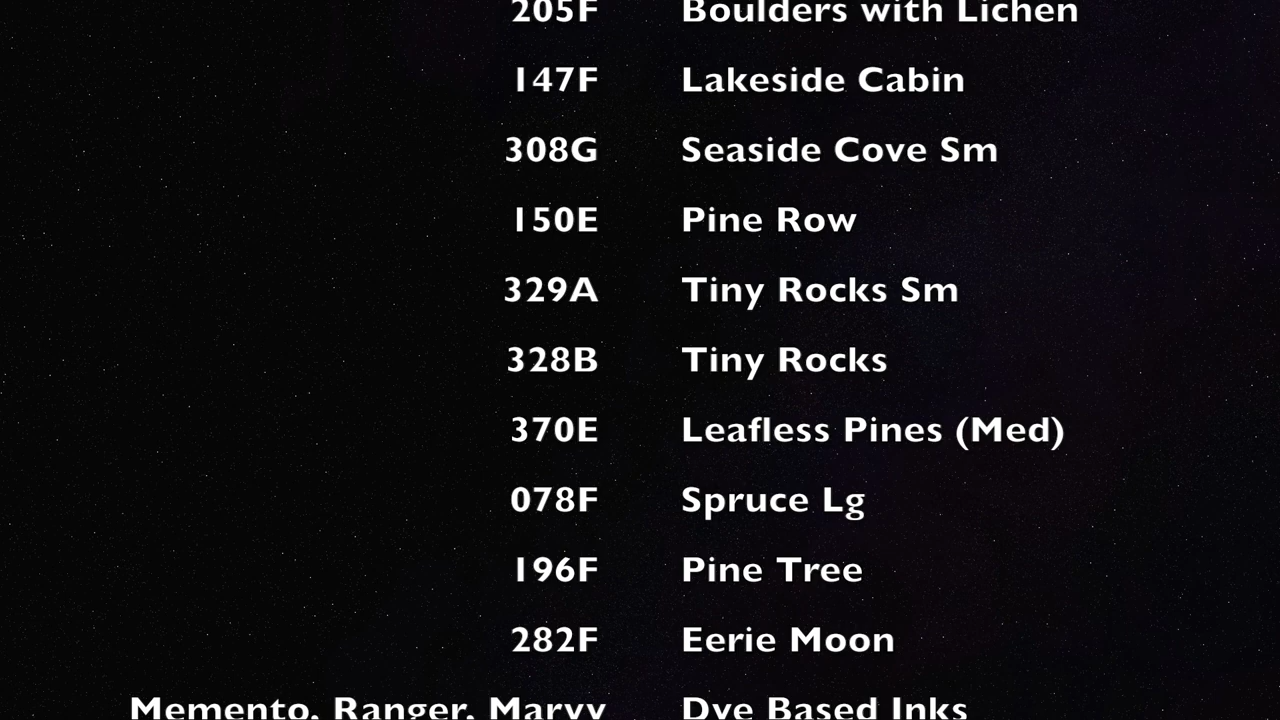 205F Boulders with Lichen
147F Lakeside Cabin
308G Seaside Cove Sm
150E Pine Row
329A Tiny Rocks Sm
328B Tiny Rocks
370E Leafless Pines (Med)
078F Spruce Lg
196F Pine Tree
282F Eerie Moon
Memento, Ranger, Marvy Dye Based Inks